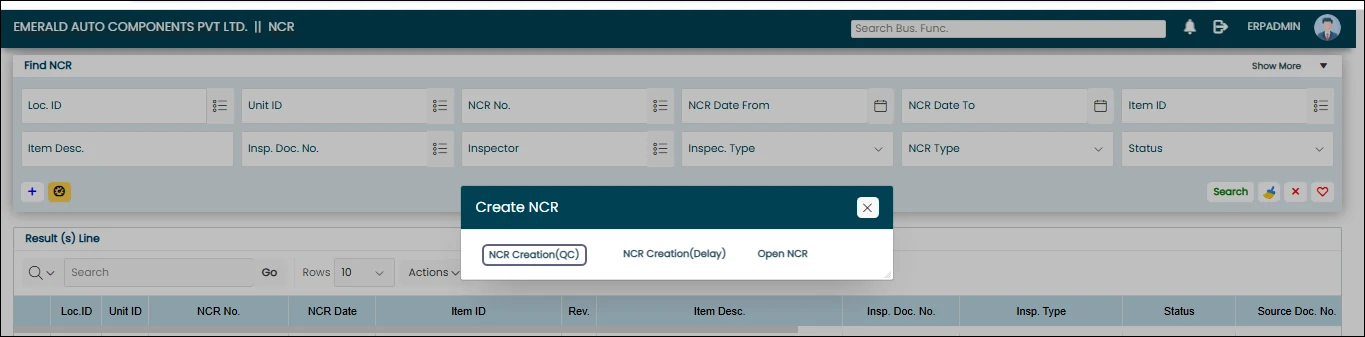 EMERALD AUTO COMPONENTS PVT LTD. || NCR
Search Bus. Func.
ERPADMIN
Find NCR
Show More
Loc. ID
Unit ID
NCR No.
NCR Date From
NCR Date To
Item ID
Item Desc.
Insp. Doc. No.
Inspector
Inspec. Type
NCR Type
Status
Search
Create NCR
NCR Creation(QC)
NCR Creation(Delay)
Open NCR
Result (s) Line
Search
Go
Rows
10
Actions
Loc.ID Unit ID NCR No. NCR Date Item ID Rev. Item Desc. Insp. Doc. No. Insp. Type Status Source Doc. No.